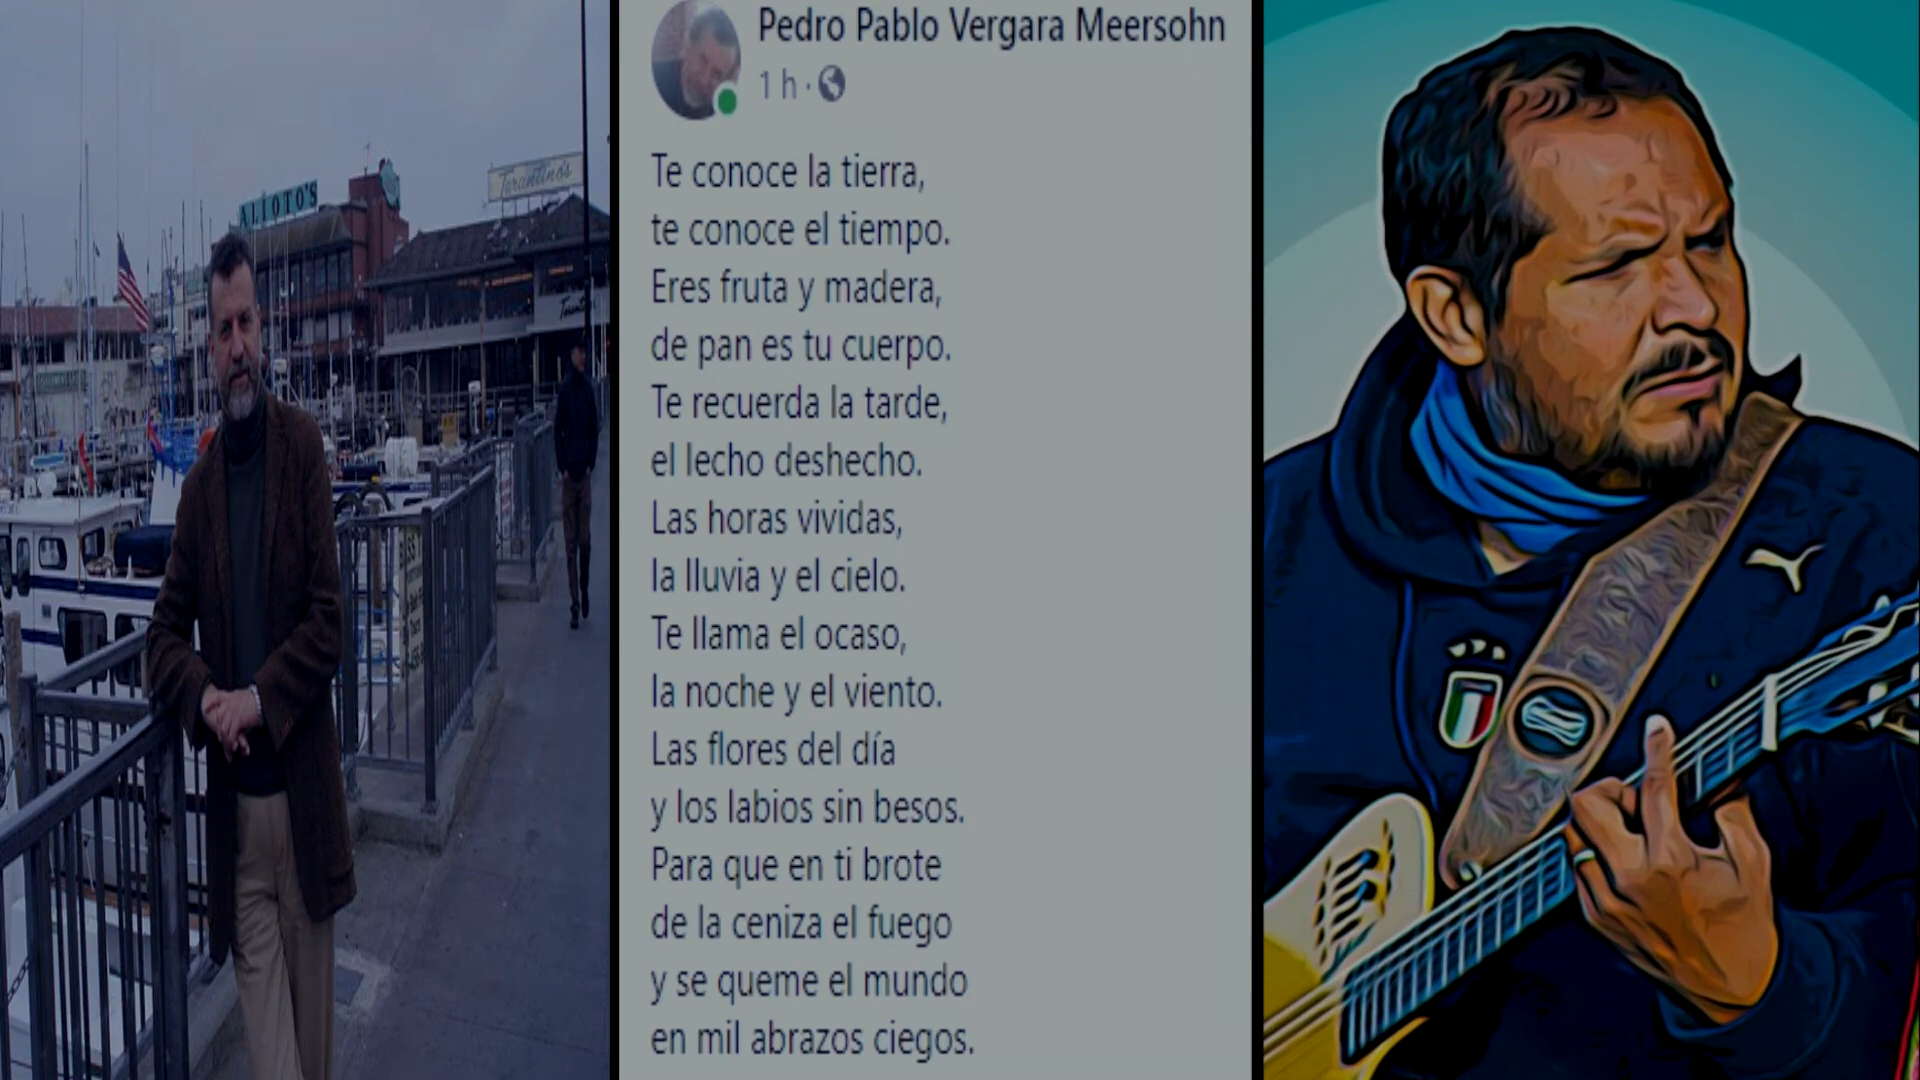 ALIOTO'S
Tarantino's
Pedro Pablo Vergara Meersohn
1 h ·
Te conoce la tierra,
te conoce el tiempo.
Eres fruta y madera,
de pan es tu cuerpo.
Te recuerda la tarde,
el lecho deshecho.
Las horas vividas,
la lluvia y el cielo.
Te llama el ocaso,
la noche y el viento.
Las flores del día
y los labios sin besos.
Para que en ti brote
de la ceniza el fuego
y se queme el mundo
en mil abrazos ciegos.